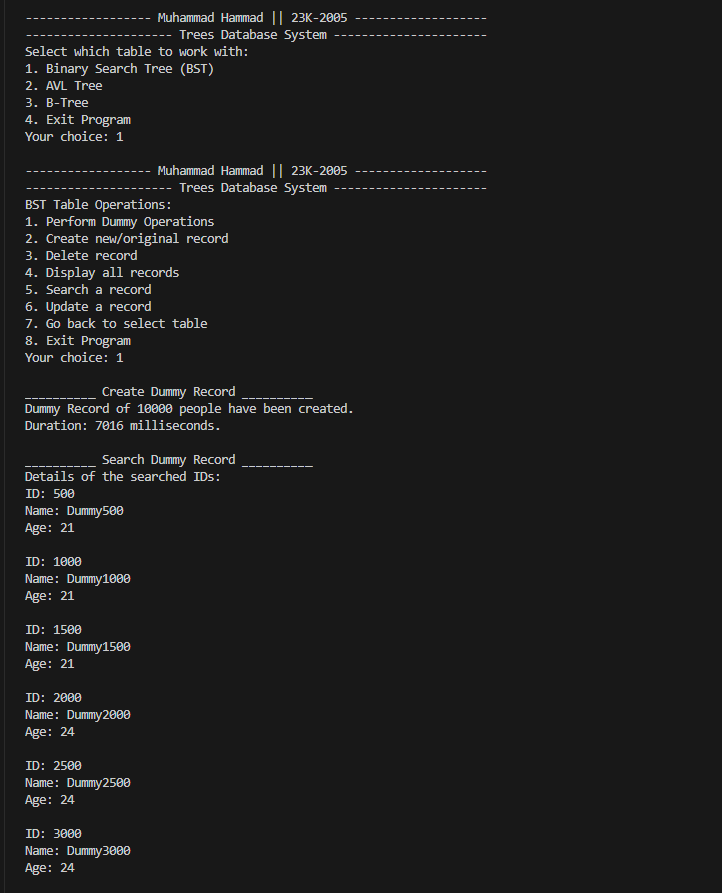 ------------------ Muhammad Hammad || 23K-2005 -------------------
--------------------- Trees Database System ----------------------
Select which table to work with:
1. Binary Search Tree (BST)
2. AVL Tree
3. B-Tree
4. Exit Program
Your choice: 1
------------------ Muhammad Hammad || 23K-2005 -------------------
--------------------- Trees Database System ----------------------
BST Table Operations:
1. Perform Dummy Operations
2. Create new/original record
3. Delete record
4. Display all records
5. Search a record
6. Update a record
7. Go back to select table
8. Exit Program
Your choice: 1
__________ Create Dummy Record __________
Dummy Record of 10000 people have been created.
Duration: 7016 milliseconds.
__________ Search Dummy Record __________
Details of the searched IDs:
ID: 500
Name: Dummy500
Age: 21
ID: 1000
Name: Dummy1000
Age: 21
ID: 1500
Name: Dummy1500
Age: 21
ID: 2000
Name: Dummy2000
Age: 24
ID: 2500
Name: Dummy2500
Age: 24
ID: 3000
Name: Dummy3000
Age: 24